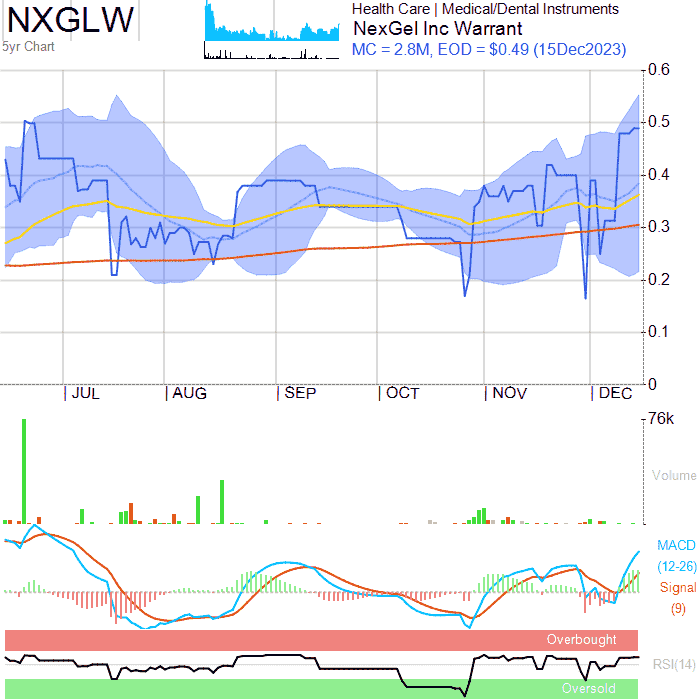 NXGLW
5yr Chart
Health Care | Medical/Dental Instruments
NexGel Inc Warrant
MC = 2.8M, EOD = $0.49 (15Dec2023)
0.6
0.5
0.4
0.3
0.2
0.1
0
JUL AUG SEP OCT NOV DEC
76k
Volume
MACD
(12-26)
Signal
(9)
Overbought
RSI(14)
Oversold